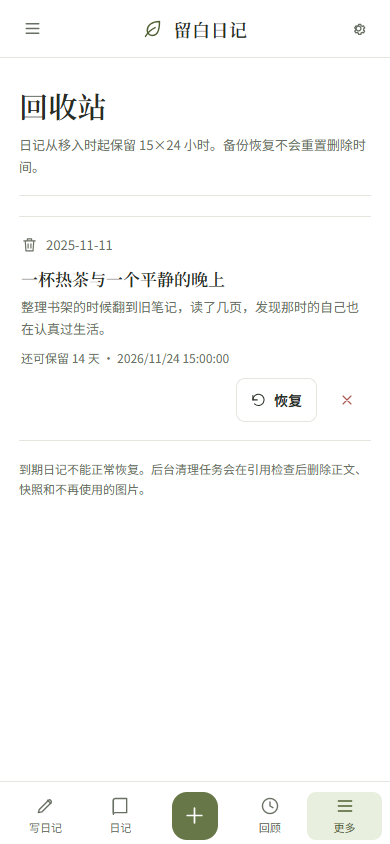 留白日记
回收站
日记从移入时起保留 15×24 小时。备份恢复不会重置删除时
间。
2025-11-11
一杯热茶与一个平静的晚上
整理书架的时候翻到旧笔记，读了几页，发现那时的自己也
在认真过生活。
还可保留 14 天 · 2026/11/24 15:00:00
恢复
到期日记不能正常恢复。后台清理任务会在引用检查后删除正文、
快照和不再使用的图片。
写日记
日记
回顾
更多